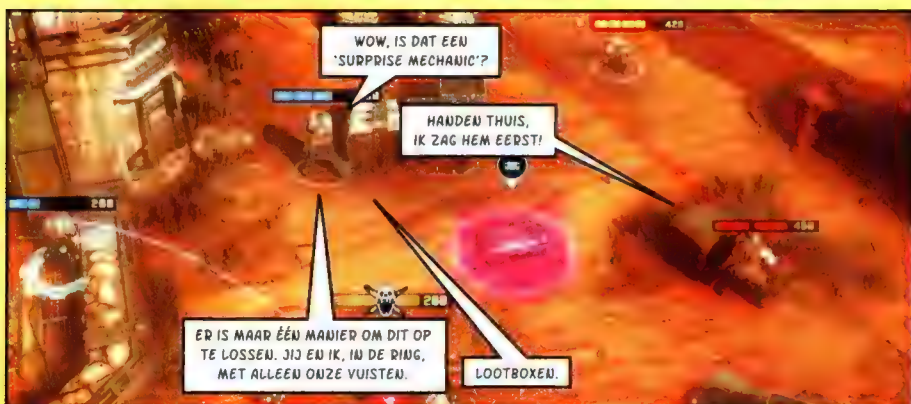 WOW, IS DAT EEN
'SURPRISE MECHANIC'?
HANDEN THUIS,
IK ZAG HEM EERST!
ER IS MAAR ÉÉN MANIER OM DIT OP
TE LOSSEN. JIJ EN IK, IN DE RING,
MET ALLEEN ONZE VUISTEN.
LOOTBOXEN.